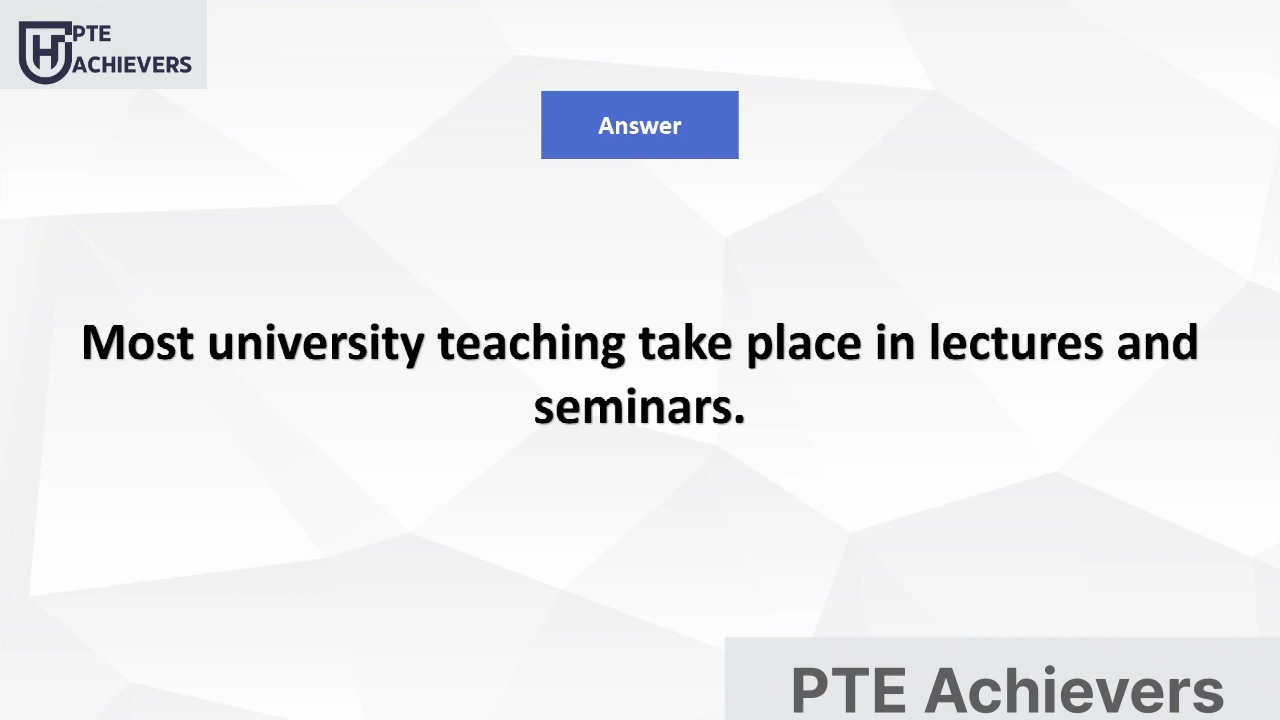 PTE
ACHIEVERS
Answer
Most university teaching take place in lectures and
seminars.
PTE Achievers